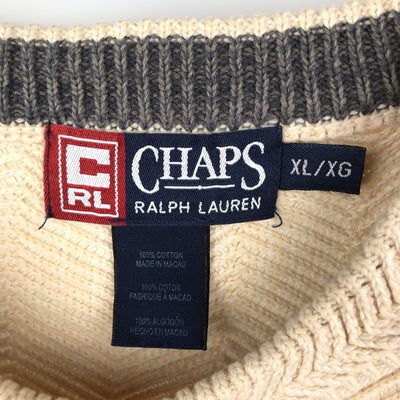 C
RL
CHAPS
RALPH LAUREN
XL/XG
100% COTTON
MADE IN MACAU
100% COTON
FABRIQUÉ À MACAO
100% ALGODÓN
HECHO EN MACAU